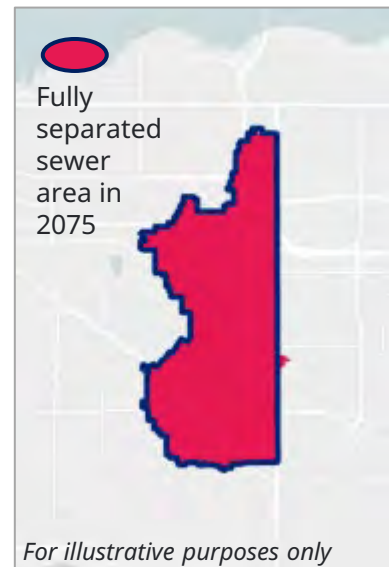 Fully
separated
sewer
area in
2075
For illustrative purposes only